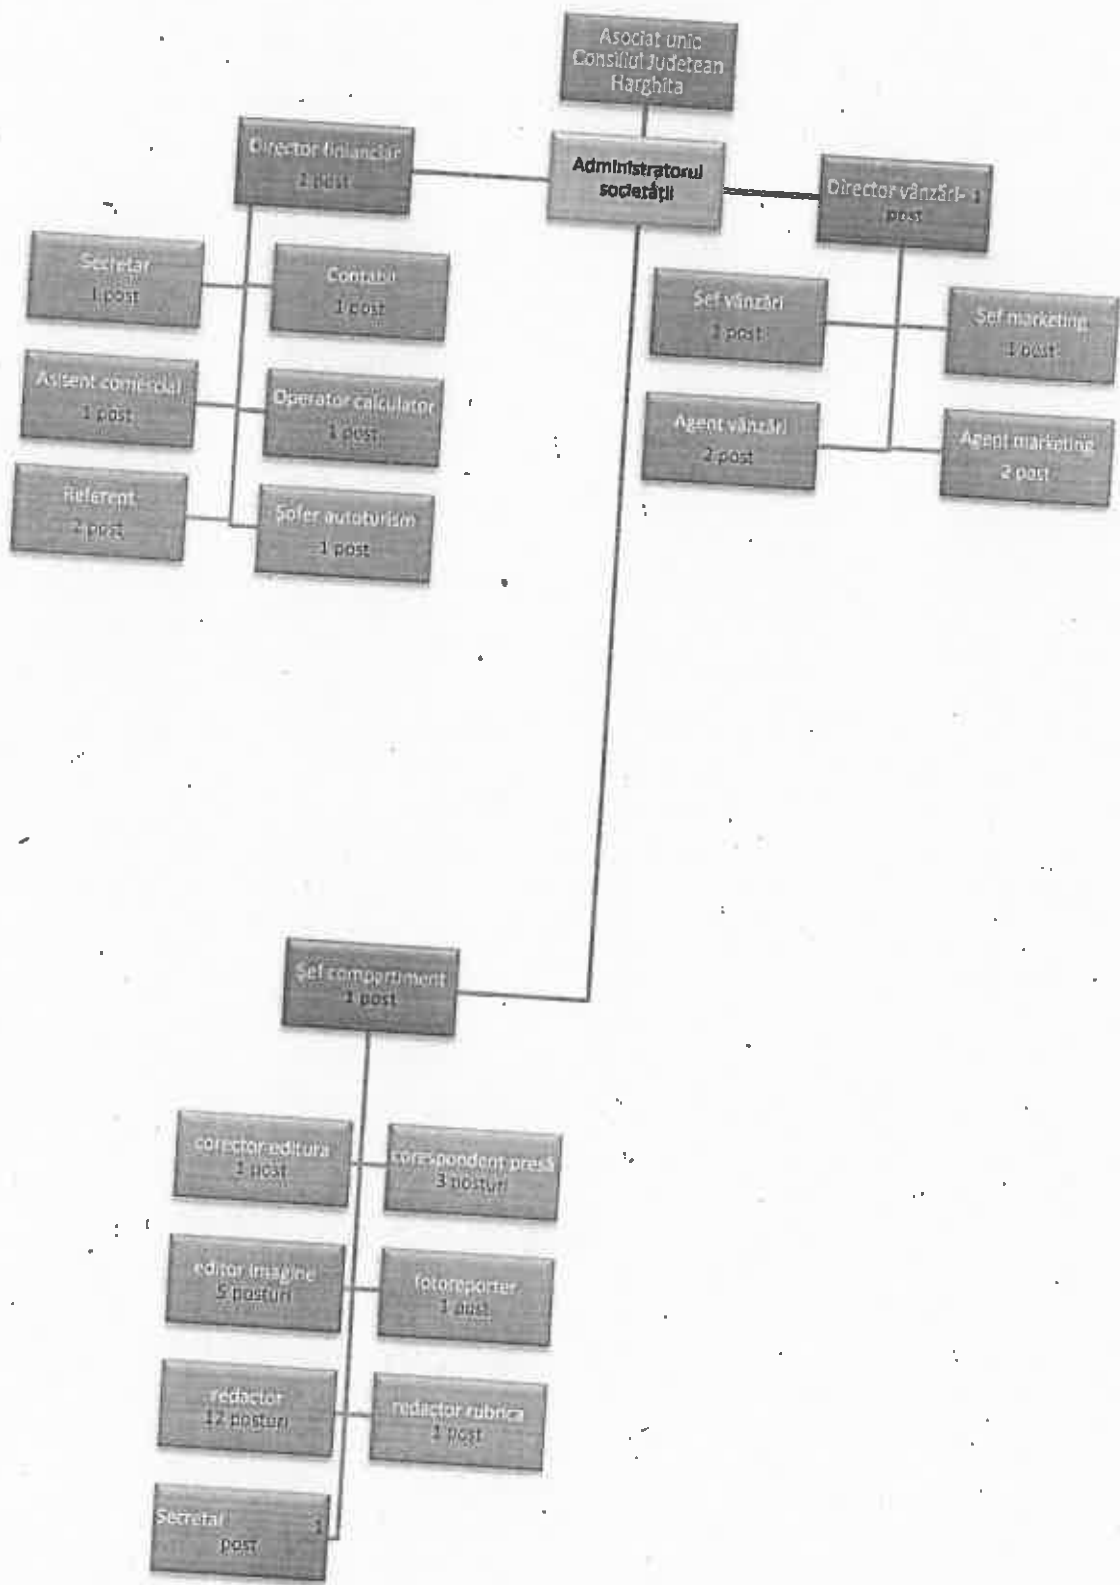 Asociat unic
Consiliul Județean
Harghita
Administratorul
societății
Director finianciar
1 post
Director vânzări- 1
post
Secretar
1 post
Contabil
1 post
Asisent comercial
1 post
Operator calculator
1 post
Referent
2 post
Șofer autoturism
1 post
Șef vânzări
1 post
Șef marketing
1 post
Agent vânzări
2 post
Agent marketing
2 post
Șef compartiment
1 post
corector editura
1 post
corespondent presă
3 posturi
editor imagine
5 posturi
fotoreporter
1 post
redactor
12 posturi
redactor rubrica
1 post
Secretar 1
post